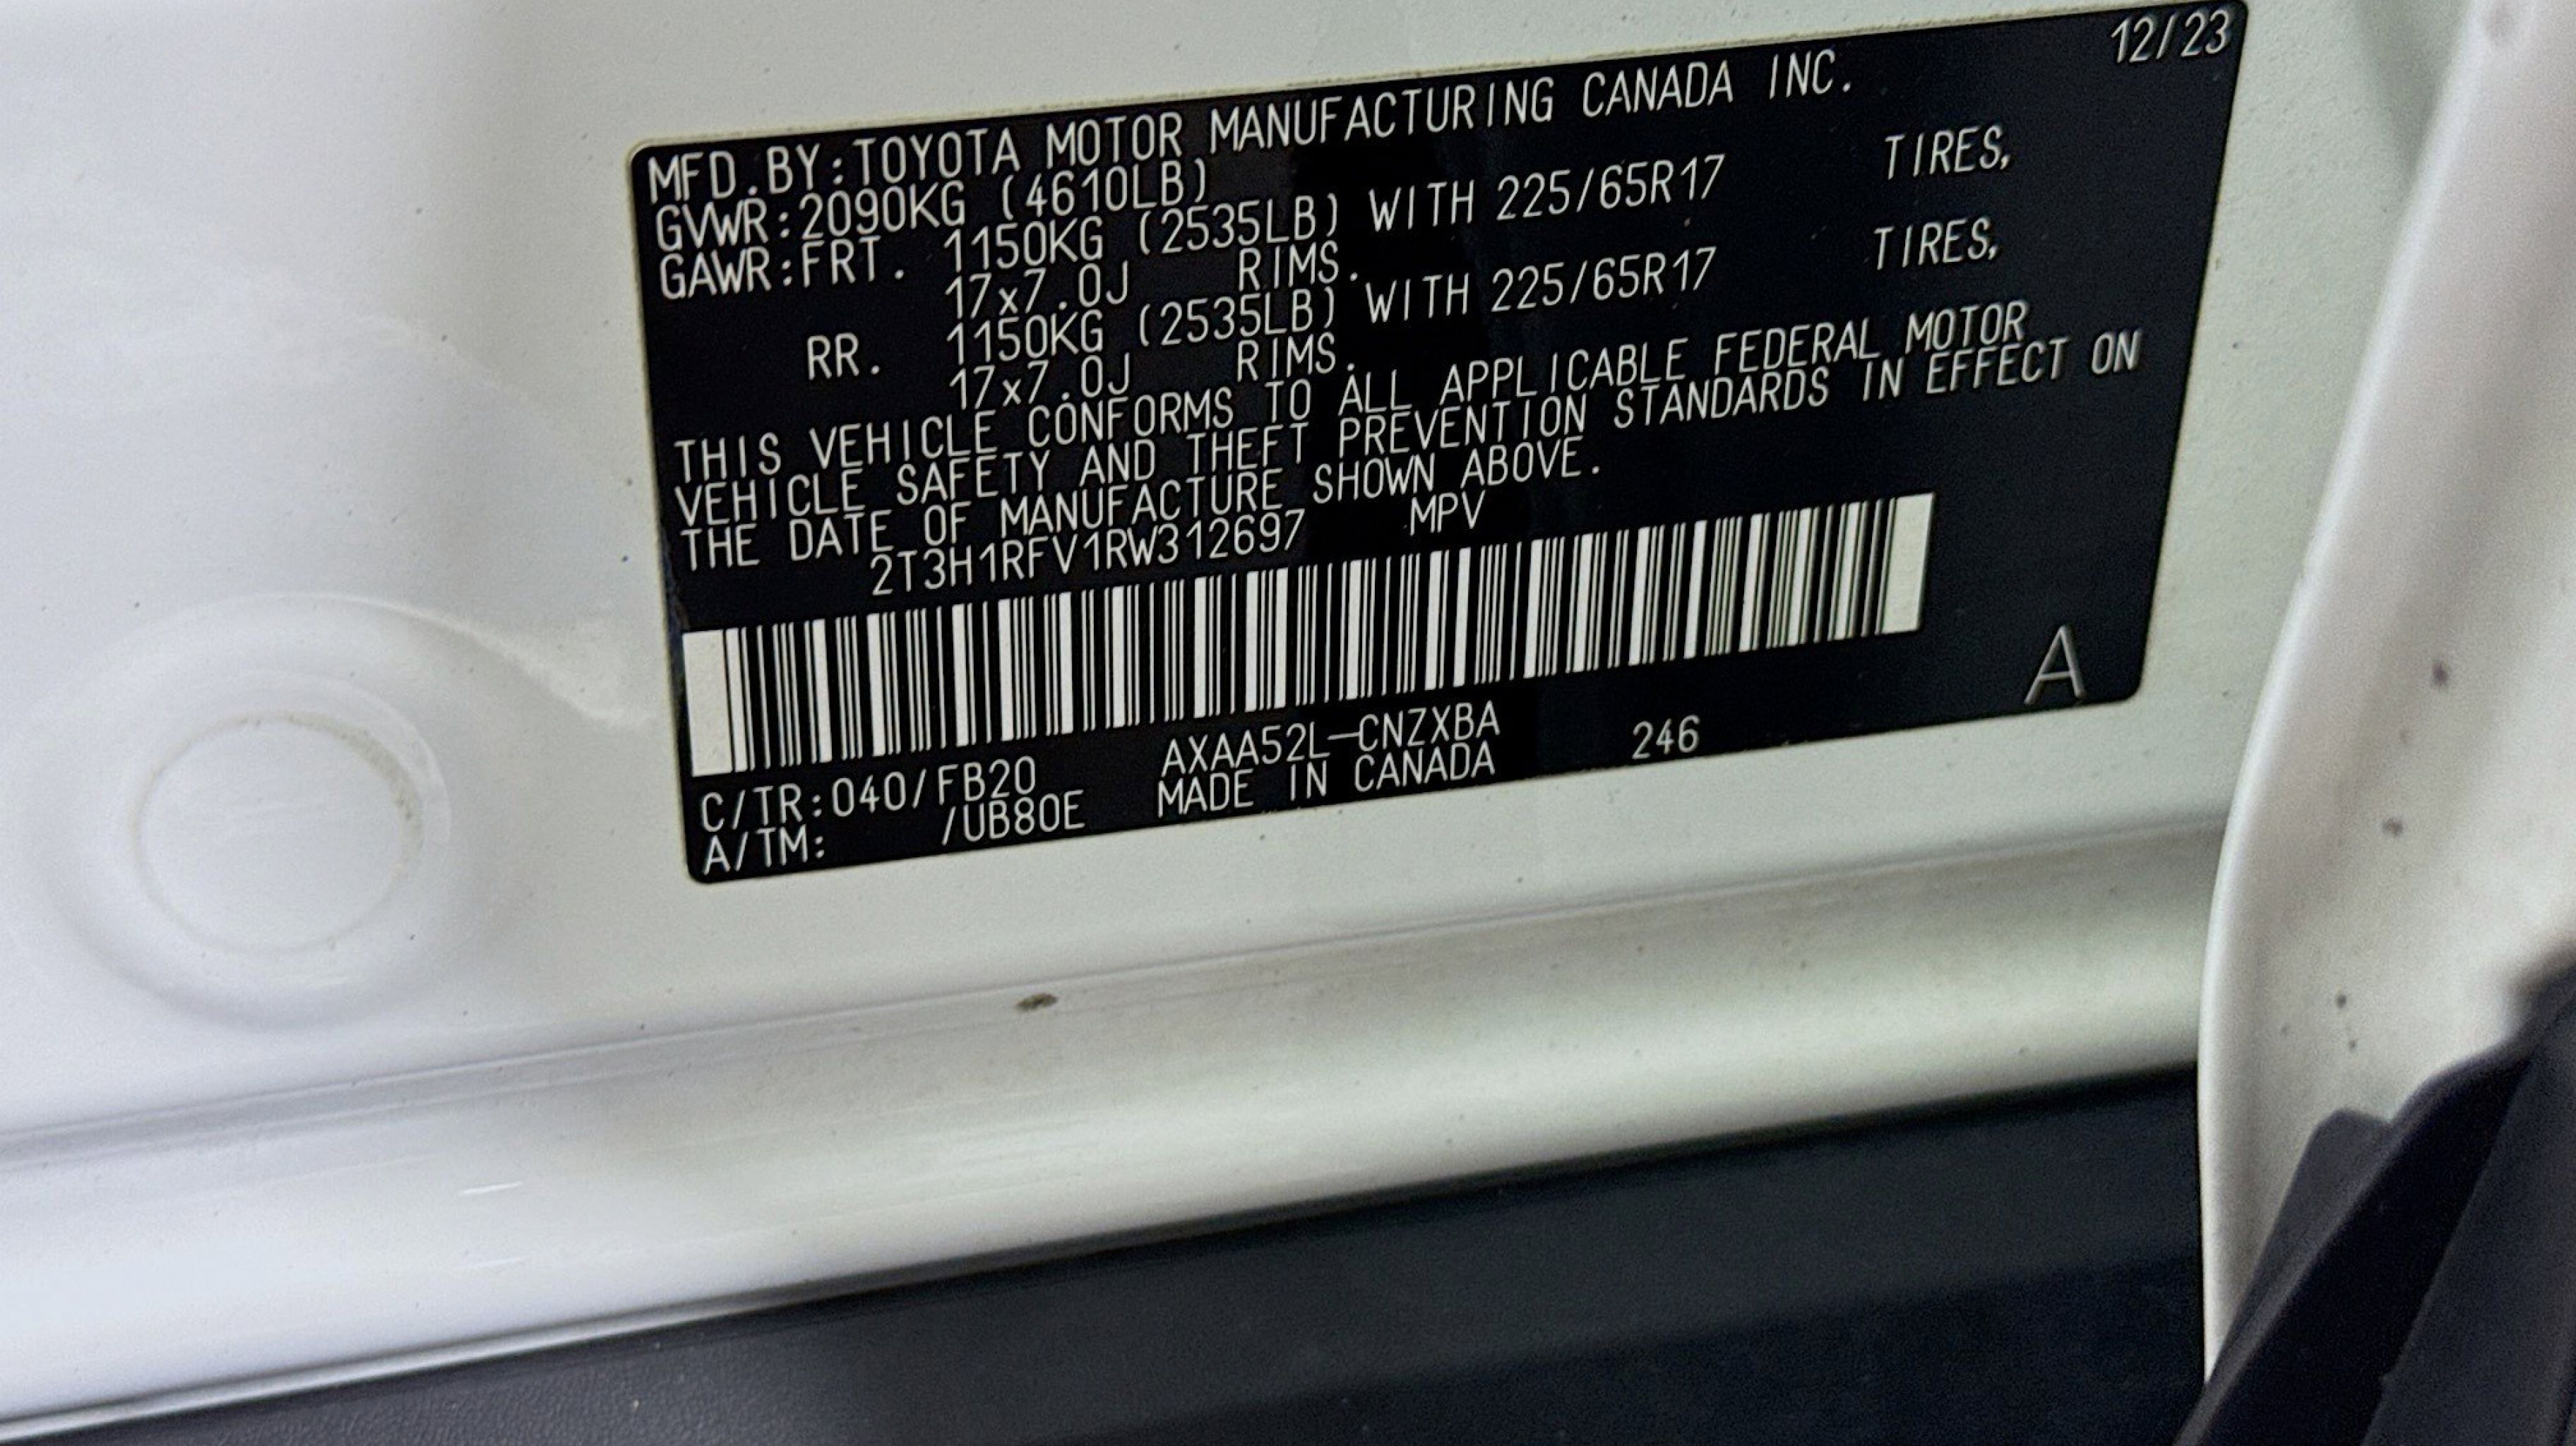 12/23
MFD.BY:TOYOTA MOTOR MANUFACTURING CANADA INC.
GVWR:2090KG (4610LB)
GAWR:FRT. 1150KG (2535LB) WITH 225/65R17 TIRES,
17x7.0J RIMS.
RR. 1150KG (2535LB) WITH 225/65R17 TIRES,
17x7.0J RIMS.
THIS VEHICLE CONFORMS TO ALL APPLICABLE FEDERAL MOTOR
VEHICLE SAFETY AND THEFT PREVENTION STANDARDS IN EFFECT ON
THE DATE OF MANUFACTURE SHOWN ABOVE.
2T3H1RFV1RW312697 MPV
A
C/TR:040/FB20 AXAA52L-CNZXBA 246
A/TM: /UB80E MADE IN CANADA